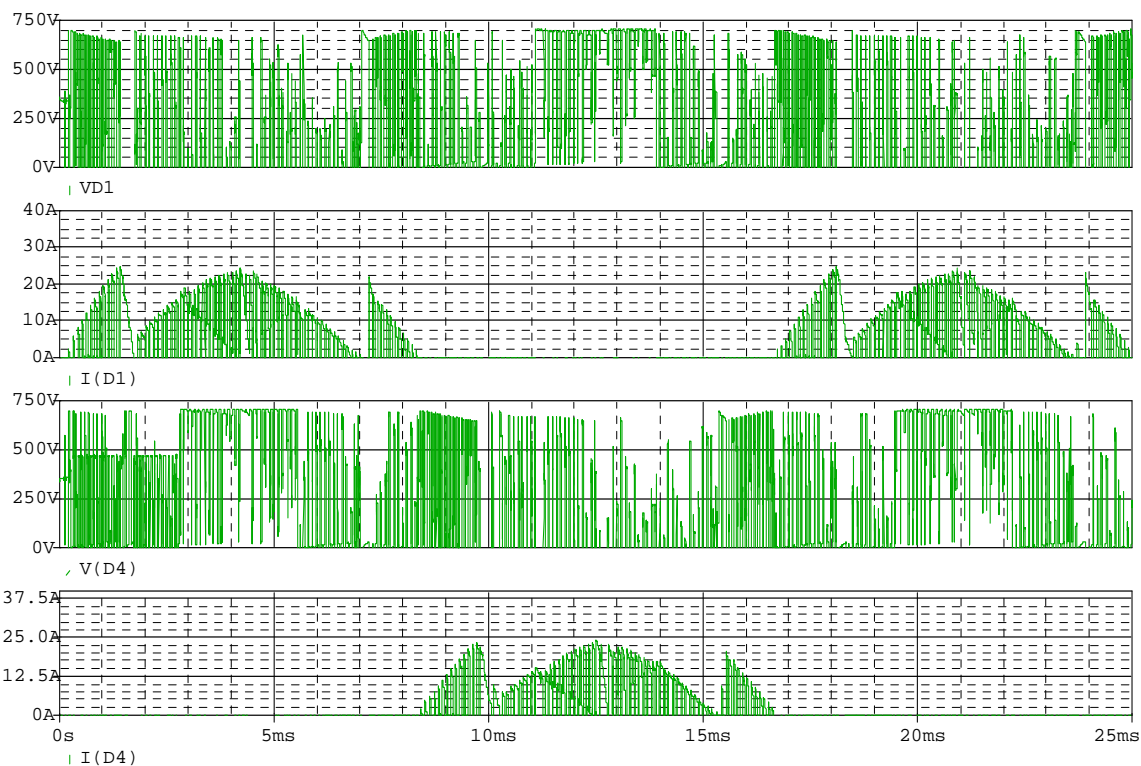 750V
500V
250V
0V
VD1
40A
30A
20A
10A
0A
I(D1)
750V
500V
250V
0V
V(D4)
37.5A
25.0A
12.5A
0A
0s 5ms 10ms 15ms 20ms 25ms
I(D4)